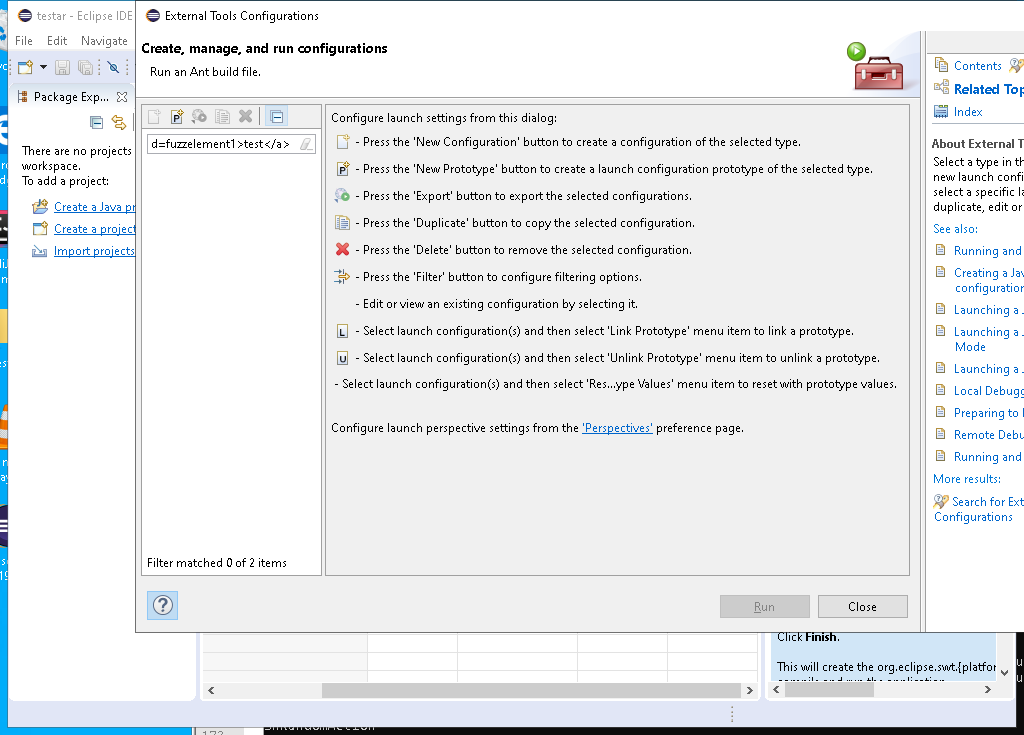 testar - Eclipse IDE
File Edit Navigate
Package Exp...
There are no projects
workspace.
To add a project:
Create a Java pr
Create a project
Import projects
External Tools Configurations
Create, manage, and run configurations
Run an Ant build file.
d=fuzzelement1>test</a>
Filter matched 0 of 2 items
Configure launch settings from this dialog:
- Press the 'New Configuration' button to create a configuration of the selected type.
P - Press the 'New Prototype' button to create a launch configuration prototype of the selected type.
- Press the 'Export' button to export the selected configurations.
- Press the 'Duplicate' button to copy the selected configuration.
- Press the 'Delete' button to remove the selected configuration.
- Press the 'Filter' button to configure filtering options.
- Edit or view an existing configuration by selecting it.
L - Select launch configuration(s) and then select 'Link Prototype' menu item to link a prototype.
U - Select launch configuration(s) and then select 'Unlink Prototype' menu item to unlink a prototype.
- Select launch configuration(s) and then select 'Res...ype Values' menu item to reset with prototype values.
Configure launch perspective settings from the 'Perspectives' preference page.
?
Run
Close
Contents
Related Top
Index
About External T
Select a type in th
new launch confi
select a specific la
duplicate, edit or
See also:
Running and
Creating a Jav
configuration
Launching a J
Launching a J
Mode
Launching a J
Local Debugg
Preparing to
Remote Debu
Running and
More results:
Search for Ext
Configurations
Click Finish.
This will create the org.eclipse.swt.{platfor
compile and run the application